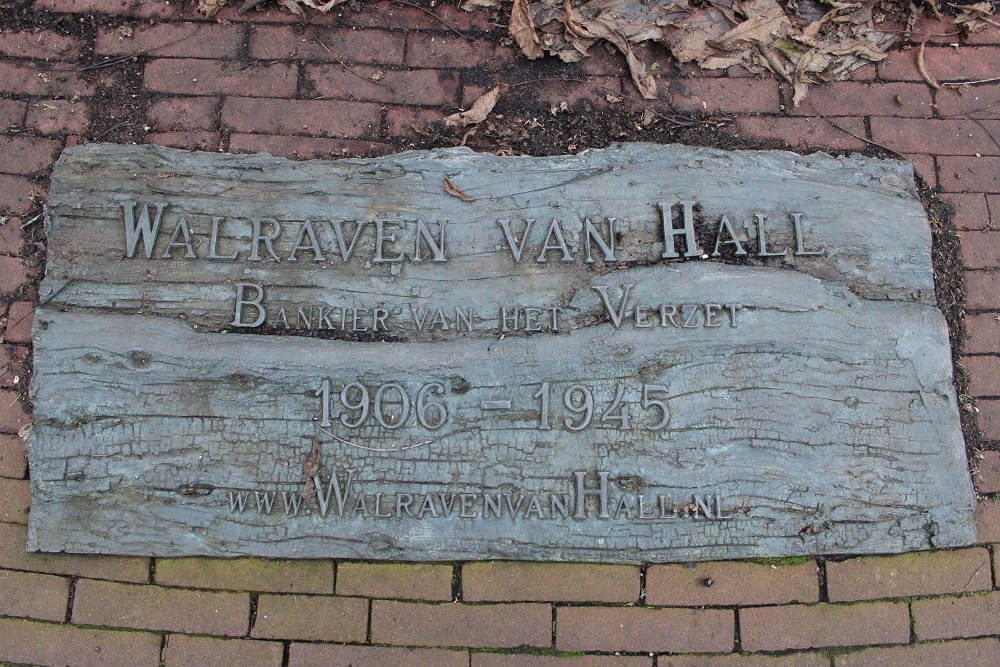 Walraven van Hall
Bankier van het Verzet
1906 - 1945
www.WalravenvanHall.nl